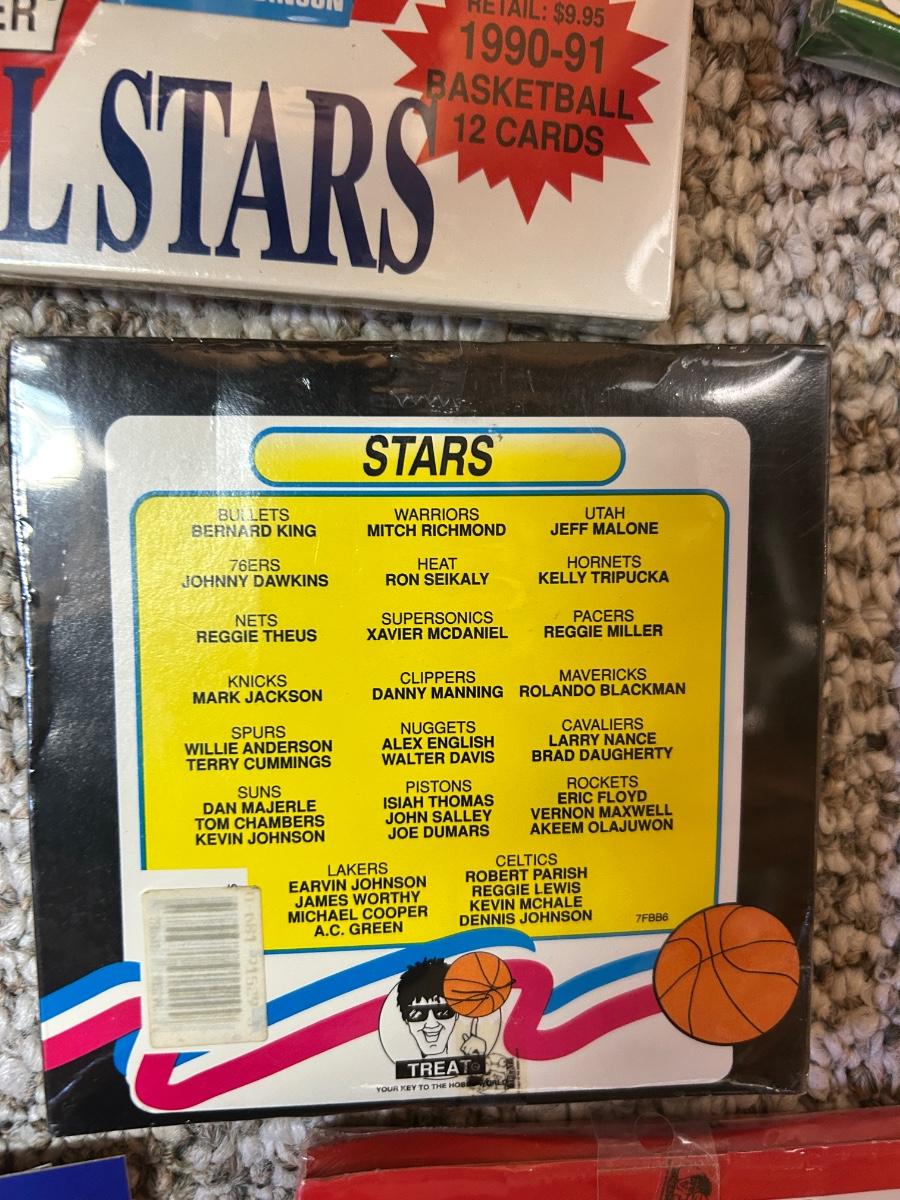 ER
RETAIL: $9.95
1990-91
BASKETBALL
12 CARDS
L STARS
STARS
BULLETS
BERNARD KING
WARRIORS
MITCH RICHMOND
UTAH
JEFF MALONE
76ERS
JOHNNY DAWKINS
HEAT
RON SEIKALY
HORNETS
KELLY TRIPUCKA
NETS
REGGIE THEUS
SUPERSONICS
XAVIER MCDANIEL
PACERS
REGGIE MILLER
KNICKS
MARK JACKSON
CLIPPERS
DANNY MANNING
MAVERICKS
ROLANDO BLACKMAN
SPURS
WILLIE ANDERSON
TERRY CUMMINGS
NUGGETS
ALEX ENGLISH
WALTER DAVIS
CAVALIERS
LARRY NANCE
BRAD DAUGHERTY
SUNS
DAN MAJERLE
TOM CHAMBERS
KEVIN JOHNSON
PISTONS
ISIAH THOMAS
JOHN SALLEY
JOE DUMARS
ROCKETS
ERIC FLOYD
VERNON MAXWELL
AKEEM OLAJUWON
LAKERS
EARVIN JOHNSON
JAMES WORTHY
MICHAEL COOPER
A.C. GREEN
CELTICS
ROBERT PARISH
REGGIE LEWIS
KEVIN MCHALE
DENNIS JOHNSON
7FBB6
TREAT
YOUR KEY TO THE HOBBY WORLD